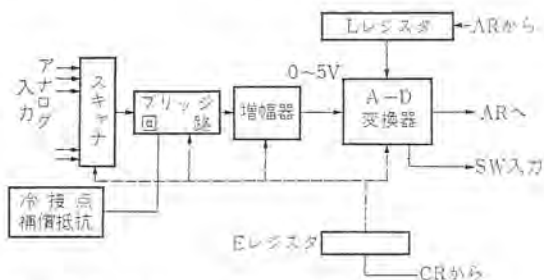 Lレジスタ
ARから
アナログ
入力
スキャナ
ブリッジ
回路
増幅器
0~5V
A-D
変換器
ARへ
SW入力
冷接点
補償抵抗
Eレジスタ
CRから